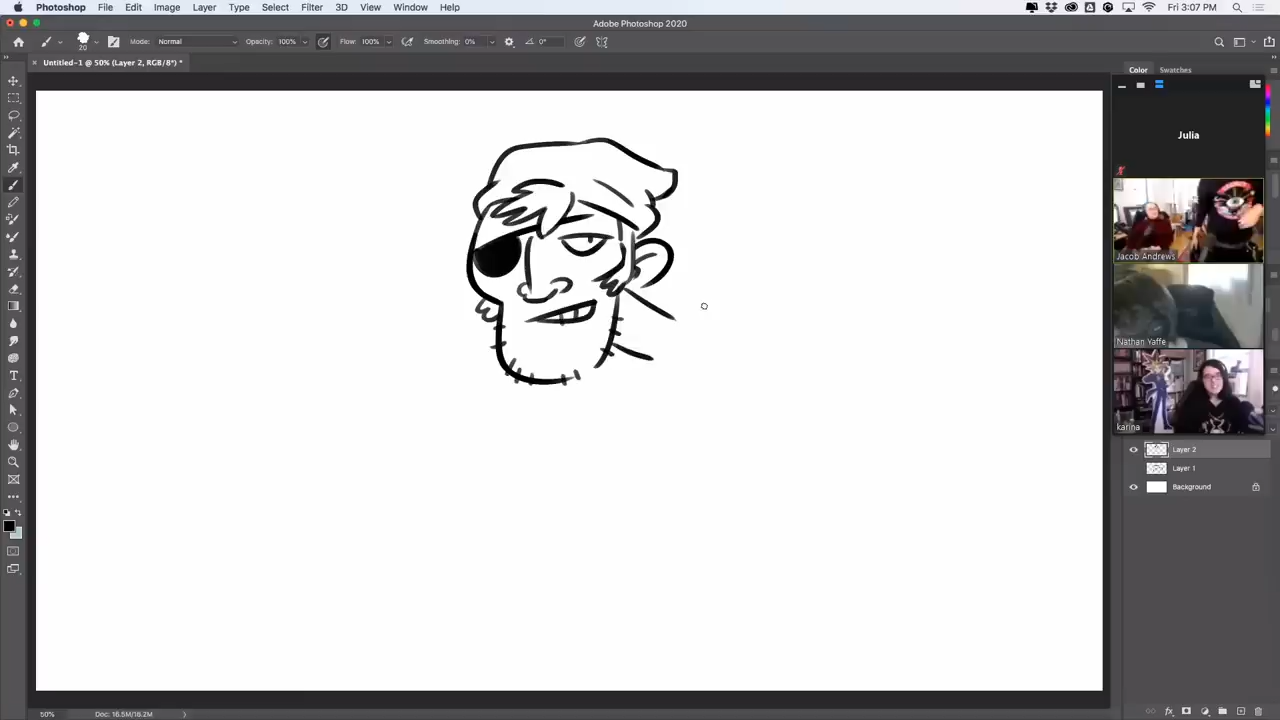 Photoshop File Edit Image Layer Type Select Filter 3D View Window Help Fri 3:07 PM
Adobe Photoshop 2020
20 Mode: Normal Opacity: 100% Flow: 100% Smoothing: 0% 0°
× Untitled-1 @ 50% (Layer 2, RGB/8*) *
Color Swatches
Julia
Jacob Andrews
Nathan Yaffe
karina
Layer 2
Layer 1
Background
50% Doc: 16.5M/18.2M